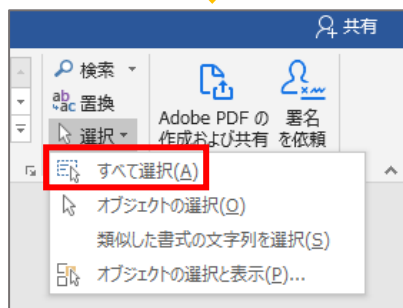 共有
検索
置換
選択
Adobe PDF の
作成および共有
署名
を依頼
すべて選択(A)
オブジェクトの選択(O)
類似した書式の文字列を選択(S)
オブジェクトの選択と表示(P)...